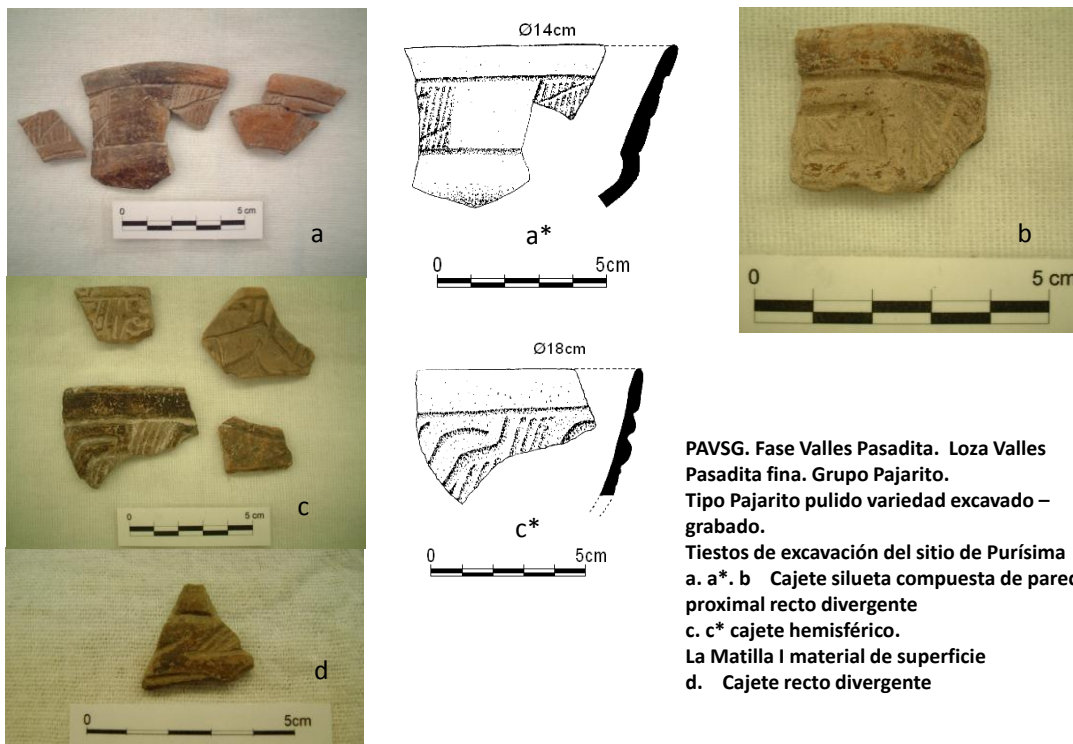 0 5 cm
a
Ø14cm
a*
0 5cm
b
0 5 cm
c
0 5 cm
Ø18cm
c*
0 5cm
d
0 5cm
PAVSG. Fase Valles Pasadita. Loza Valles
Pasadita fina. Grupo Pajarito.
Tipo Pajarito pulido variedad excavado –
grabado.
Tiestos de excavación del sitio de Purísima
a. a*. b Cajete silueta compuesta de pared
proximal recto divergente
c. c* cajete hemisférico.
La Matilla I material de superficie
d. Cajete recto divergente